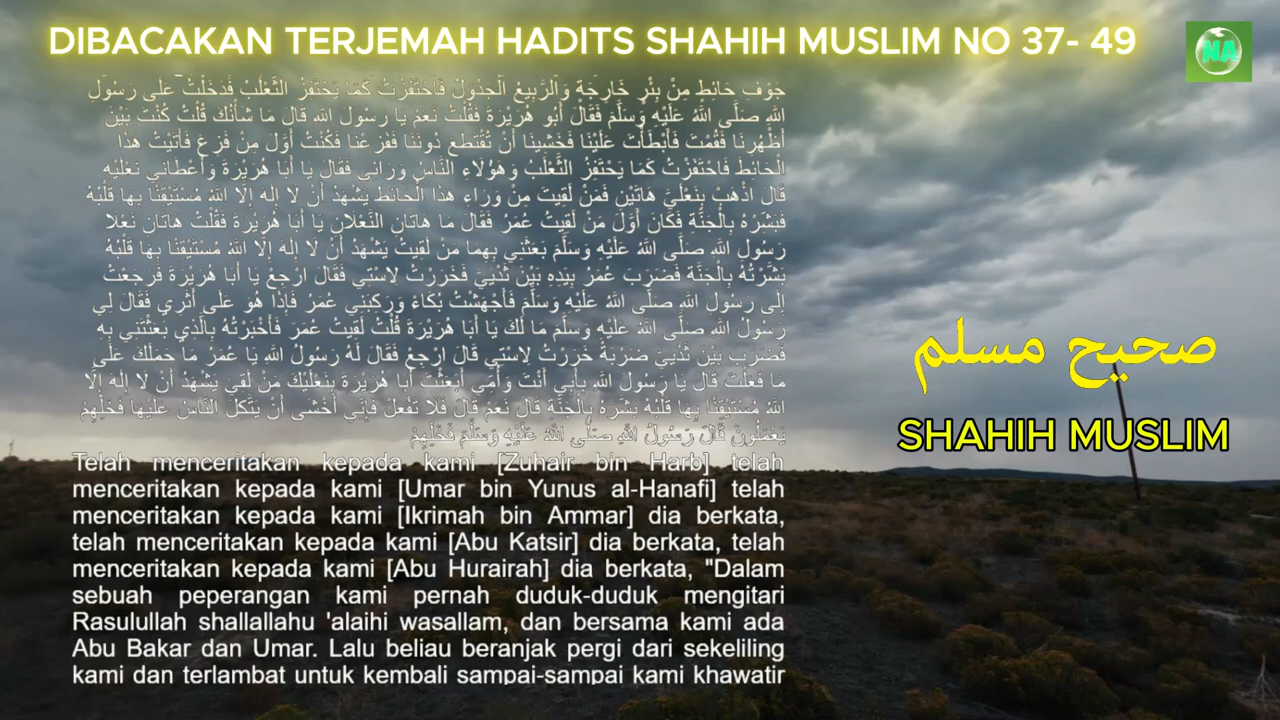 DIBACAKAN TERJEMAH HADITS SHAHIH MUSLIM NO 37- 49
NA
جَوْفِ حَائِطٍ مِنْ بِئْرٍ خَارِجَةٍ وَالرَّبِيعُ الْجَدْوَلُ فَاحْتَفَزْتُ كَمَا يَحْتَفِزُ الثَّعْلَبُ فَدَخَلْتُ عَلَى رَسُولِ
اللَّهِ صَلَّى اللَّهُ عَلَيْهِ وَسَلَّمَ فَقَالَ أَبُو هُرَيْرَةَ فَقُلْتُ نَعَمْ يَا رَسُولَ اللَّهِ قَالَ مَا شَأْنُكَ قُلْتُ كُنْتَ بَيْنَ
أَظْهُرِنَا فَقُمْتَ فَأَبْطَأْتَ عَلَيْنَا فَخَشِينَا أَنْ تُقْتَطَعَ دُونَنَا فَفَزِعْنَا فَكُنْتُ أَوَّلَ مِنْ فَزِعَ فَأَتَيْتُ هَذَا
الْحَائِطَ فَاحْتَفَزْتُ كَمَا يَحْتَفِزُ الثَّعْلَبُ وَهَؤُلَاءِ النَّاسُ وَرَائِي فَقَالَ يَا أَبَا هُرَيْرَةَ وَأَعْطَانِي نَعْلَيْهِ
قَالَ اذْهَبْ بِنَعْلَيَّ هَاتَيْنِ فَمَنْ لَقِيتَ مِنْ وَرَاءِ هَذَا الْحَائِطِ يَشْهَدُ أَنْ لَا إِلَهَ إِلَّا اللَّهُ مُسْتَيْقِنًا بِهَا قَلْبُهُ
فَبَشِّرْهُ بِالْجَنَّةِ فَكَانَ أَوَّلَ مَنْ لَقِيتُ عُمَرُ فَقَالَ مَا هَاتَانِ النَّعْلَانِ يَا أَبَا هُرَيْرَةَ فَقُلْتُ هَاتَانِ نَعْلَا
رَسُولِ اللَّهِ صَلَّى اللَّهُ عَلَيْهِ وَسَلَّمَ بَعَثَنِي بِهِمَا مَنْ لَقِيتُ يَشْهَدُ أَنْ لَا إِلَهَ إِلَّا اللَّهُ مُسْتَيْقِنًا بِهَا قَلْبُهُ
بَشَّرْتُهُ بِالْجَنَّةِ فَضَرَبَ عُمَرُ بِيَدِهِ بَيْنَ ثَدْيَيَّ فَخَرَرْتُ لِاسْتِي فَقَالَ ارْجِعْ يَا أَبَا هُرَيْرَةَ فَرَجَعْتُ
إِلَى رَسُولِ اللَّهِ صَلَّى اللَّهُ عَلَيْهِ وَسَلَّمَ فَأَجْهَشْتُ بُكَاءً وَرَكِبَنِي عُمَرُ فَإِذَا هُوَ عَلَى أَثَرِي فَقَالَ لِي
رَسُولُ اللَّهِ صَلَّى اللَّهُ عَلَيْهِ وَسَلَّمَ مَا لَكَ يَا أَبَا هُرَيْرَةَ قُلْتُ لَقِيتُ عُمَرَ فَأَخْبَرْتُهُ بِالَّذِي بَعَثْتَنِي بِهِ
فَضَرَبَ بَيْنَ ثَدْيَيَّ ضَرْبَةً خَرَرْتُ لِاسْتِي قَالَ ارْجِعْ فَقَالَ لَهُ رَسُولُ اللَّهِ يَا عُمَرُ مَا حَمَلَكَ عَلَى
مَا فَعَلْتَ قَالَ يَا رَسُولَ اللَّهِ بِأَبِي أَنْتَ وَأُمِّي أَبَعَثْتَ أَبَا هُرَيْرَةَ بِنَعْلَيْكَ مَنْ لَقِيَ يَشْهَدُ أَنْ لَا إِلَهَ إِلَّا
اللَّهُ مُسْتَيْقِنًا بِهَا قَلْبُهُ بَشَّرَهُ بِالْجَنَّةِ قَالَ نَعَمْ قَالَ فَلَا تَفْعَلْ فَإِنِّي أَخْشَى أَنْ يَتَّكِلَ النَّاسُ عَلَيْهَا فَخَلِّهِمْ
يَعْمَلُونَ قَالَ رَسُولُ اللَّهِ صَلَّى اللَّهُ عَلَيْهِ وَسَلَّمَ فَخَلِّهِمْ
Telah menceritakan kepada kami [Zuhair bin Harb] telah
menceritakan kepada kami [Umar bin Yunus al-Hanafi] telah
menceritakan kepada kami [Ikrimah bin Ammar] dia berkata,
telah menceritakan kepada kami [Abu Katsir] dia berkata, telah
menceritakan kepada kami [Abu Hurairah] dia berkata, "Dalam
sebuah peperangan kami pernah duduk-duduk mengitari
Rasulullah shallallahu 'alaihi wasallam, dan bersama kami ada
Abu Bakar dan Umar. Lalu beliau beranjak pergi dari sekeliling
kami dan terlambat untuk kembali sampai-sampai kami khawatir
صحيح مسلم
SHAHIH MUSLIM